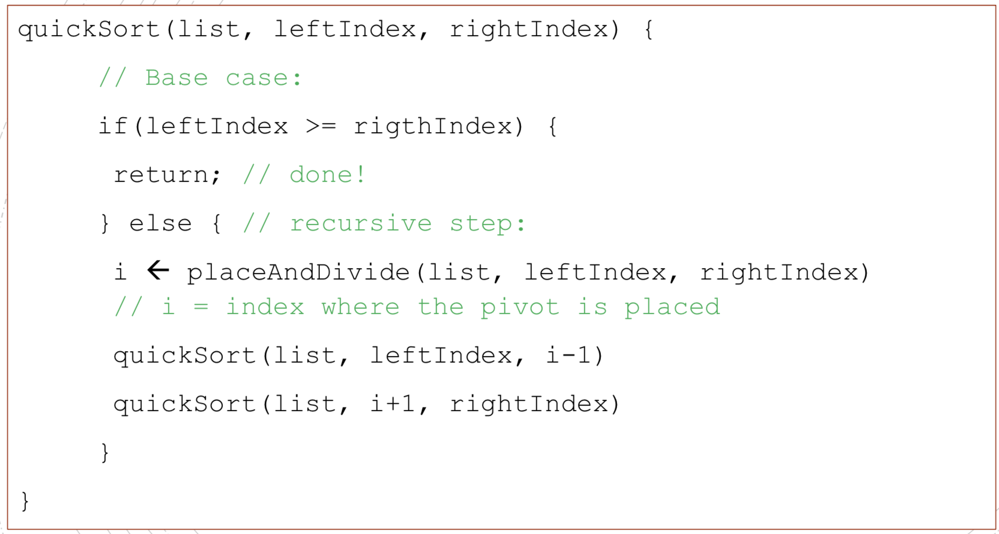 quickSort(list, leftIndex, rightIndex) {
// Base case:
if(leftIndex >= rigthIndex) {
return; // done!
} else { // recursive step:
i ← placeAndDivide(list, leftIndex, rightIndex)
// i = index where the pivot is placed
quickSort(list, leftIndex, i-1)
quickSort(list, i+1, rightIndex)
}
}